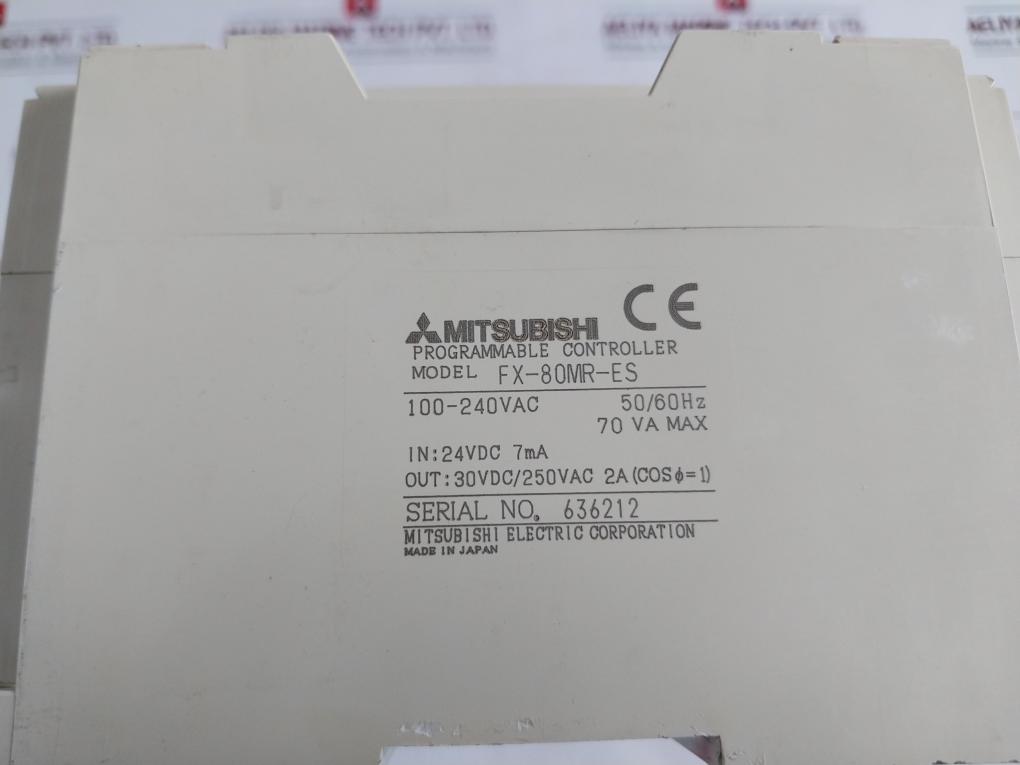 CE
MITSUBISHI
PROGRAMMABLE CONTROLLER
MODEL FX-80MR-ES
100-240VAC 50/60Hz
70 VA MAX
IN:24VDC 7mA
OUT:30VDC/250VAC 2A(COSφ=1)
SERIAL NO. 636212
MITSUBISHI ELECTRIC CORPORATION
MADE IN JAPAN